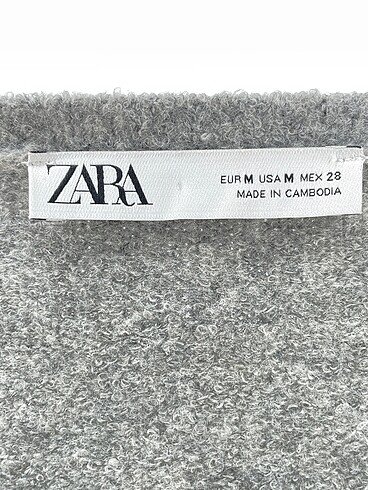 ZARA
EUR M USA M MEX 28
MADE IN CAMBODIA